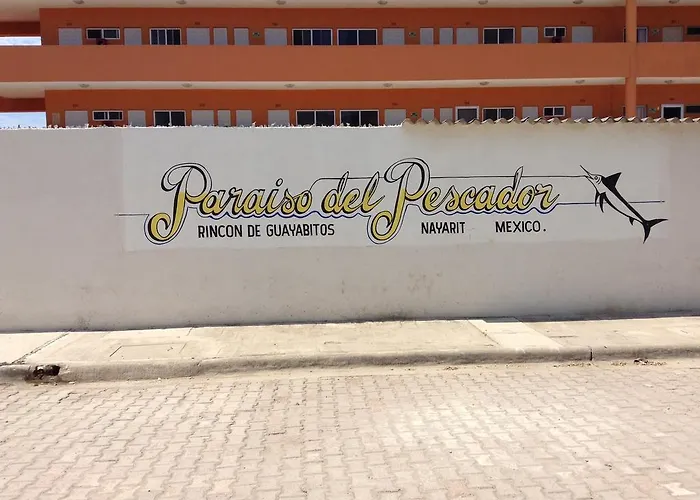 Paraiso del Pescador
RINCON DE GUAYABITOS NAYARIT MEXICO.